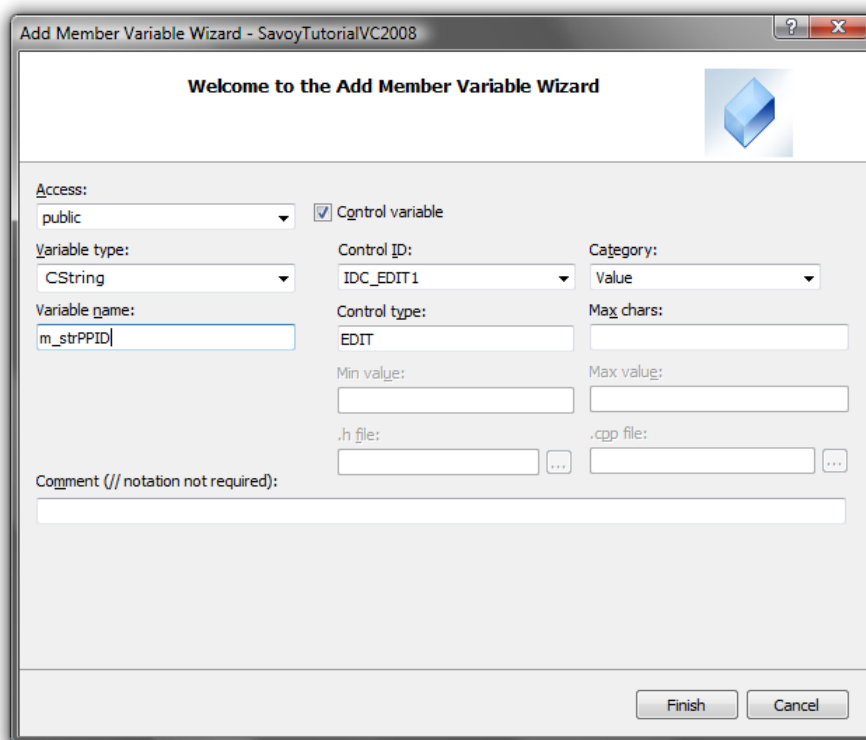 Add Member Variable Wizard - SavoyTutorialVC2008
Welcome to the Add Member Variable Wizard
Access:
public
Control variable
Variable type:
Control ID:
Category:
CString
IDC_EDIT1
Value
Variable name:
Control type:
Max chars:
m_strPPID
EDIT
Min value:
Max value:
.h file:
.cpp file:
...
...
Comment (// notation not required):
Finish
Cancel